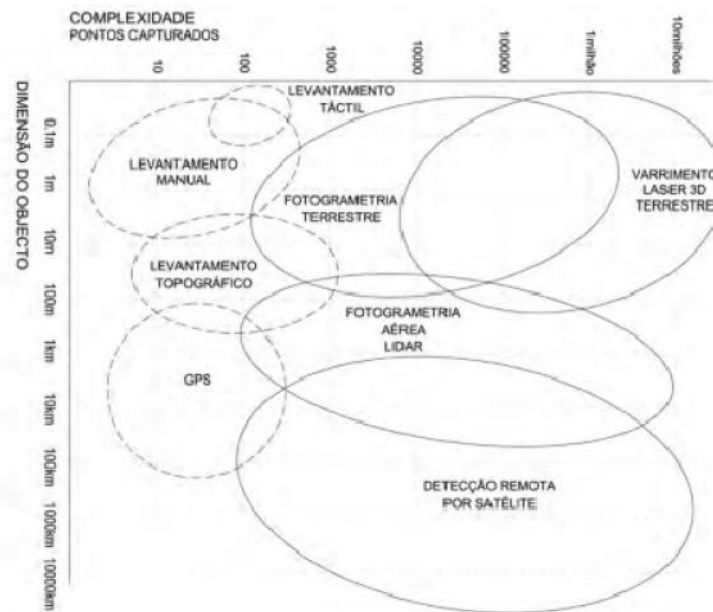 COMPLEXIDADE
PONTOS CAPTURADOS
10
100
1000
10000
100000
1milhão
10milhões
DIMENSÃO DO OBJECTO
0,1m
1m
10m
100m
1km
10km
100km
1000km
10000km
LEVANTAMENTO
TÁCTIL
LEVANTAMENTO
MANUAL
FOTOGRAMETRIA
TERRESTRE
VARRIMENTO
LASER 3D
TERRESTRE
LEVANTAMENTO
TOPOGRÁFICO
FOTOGRAMETRIA
AÉREA
LIDAR
GPS
DETECÇÃO REMOTA
POR SATÉLITE